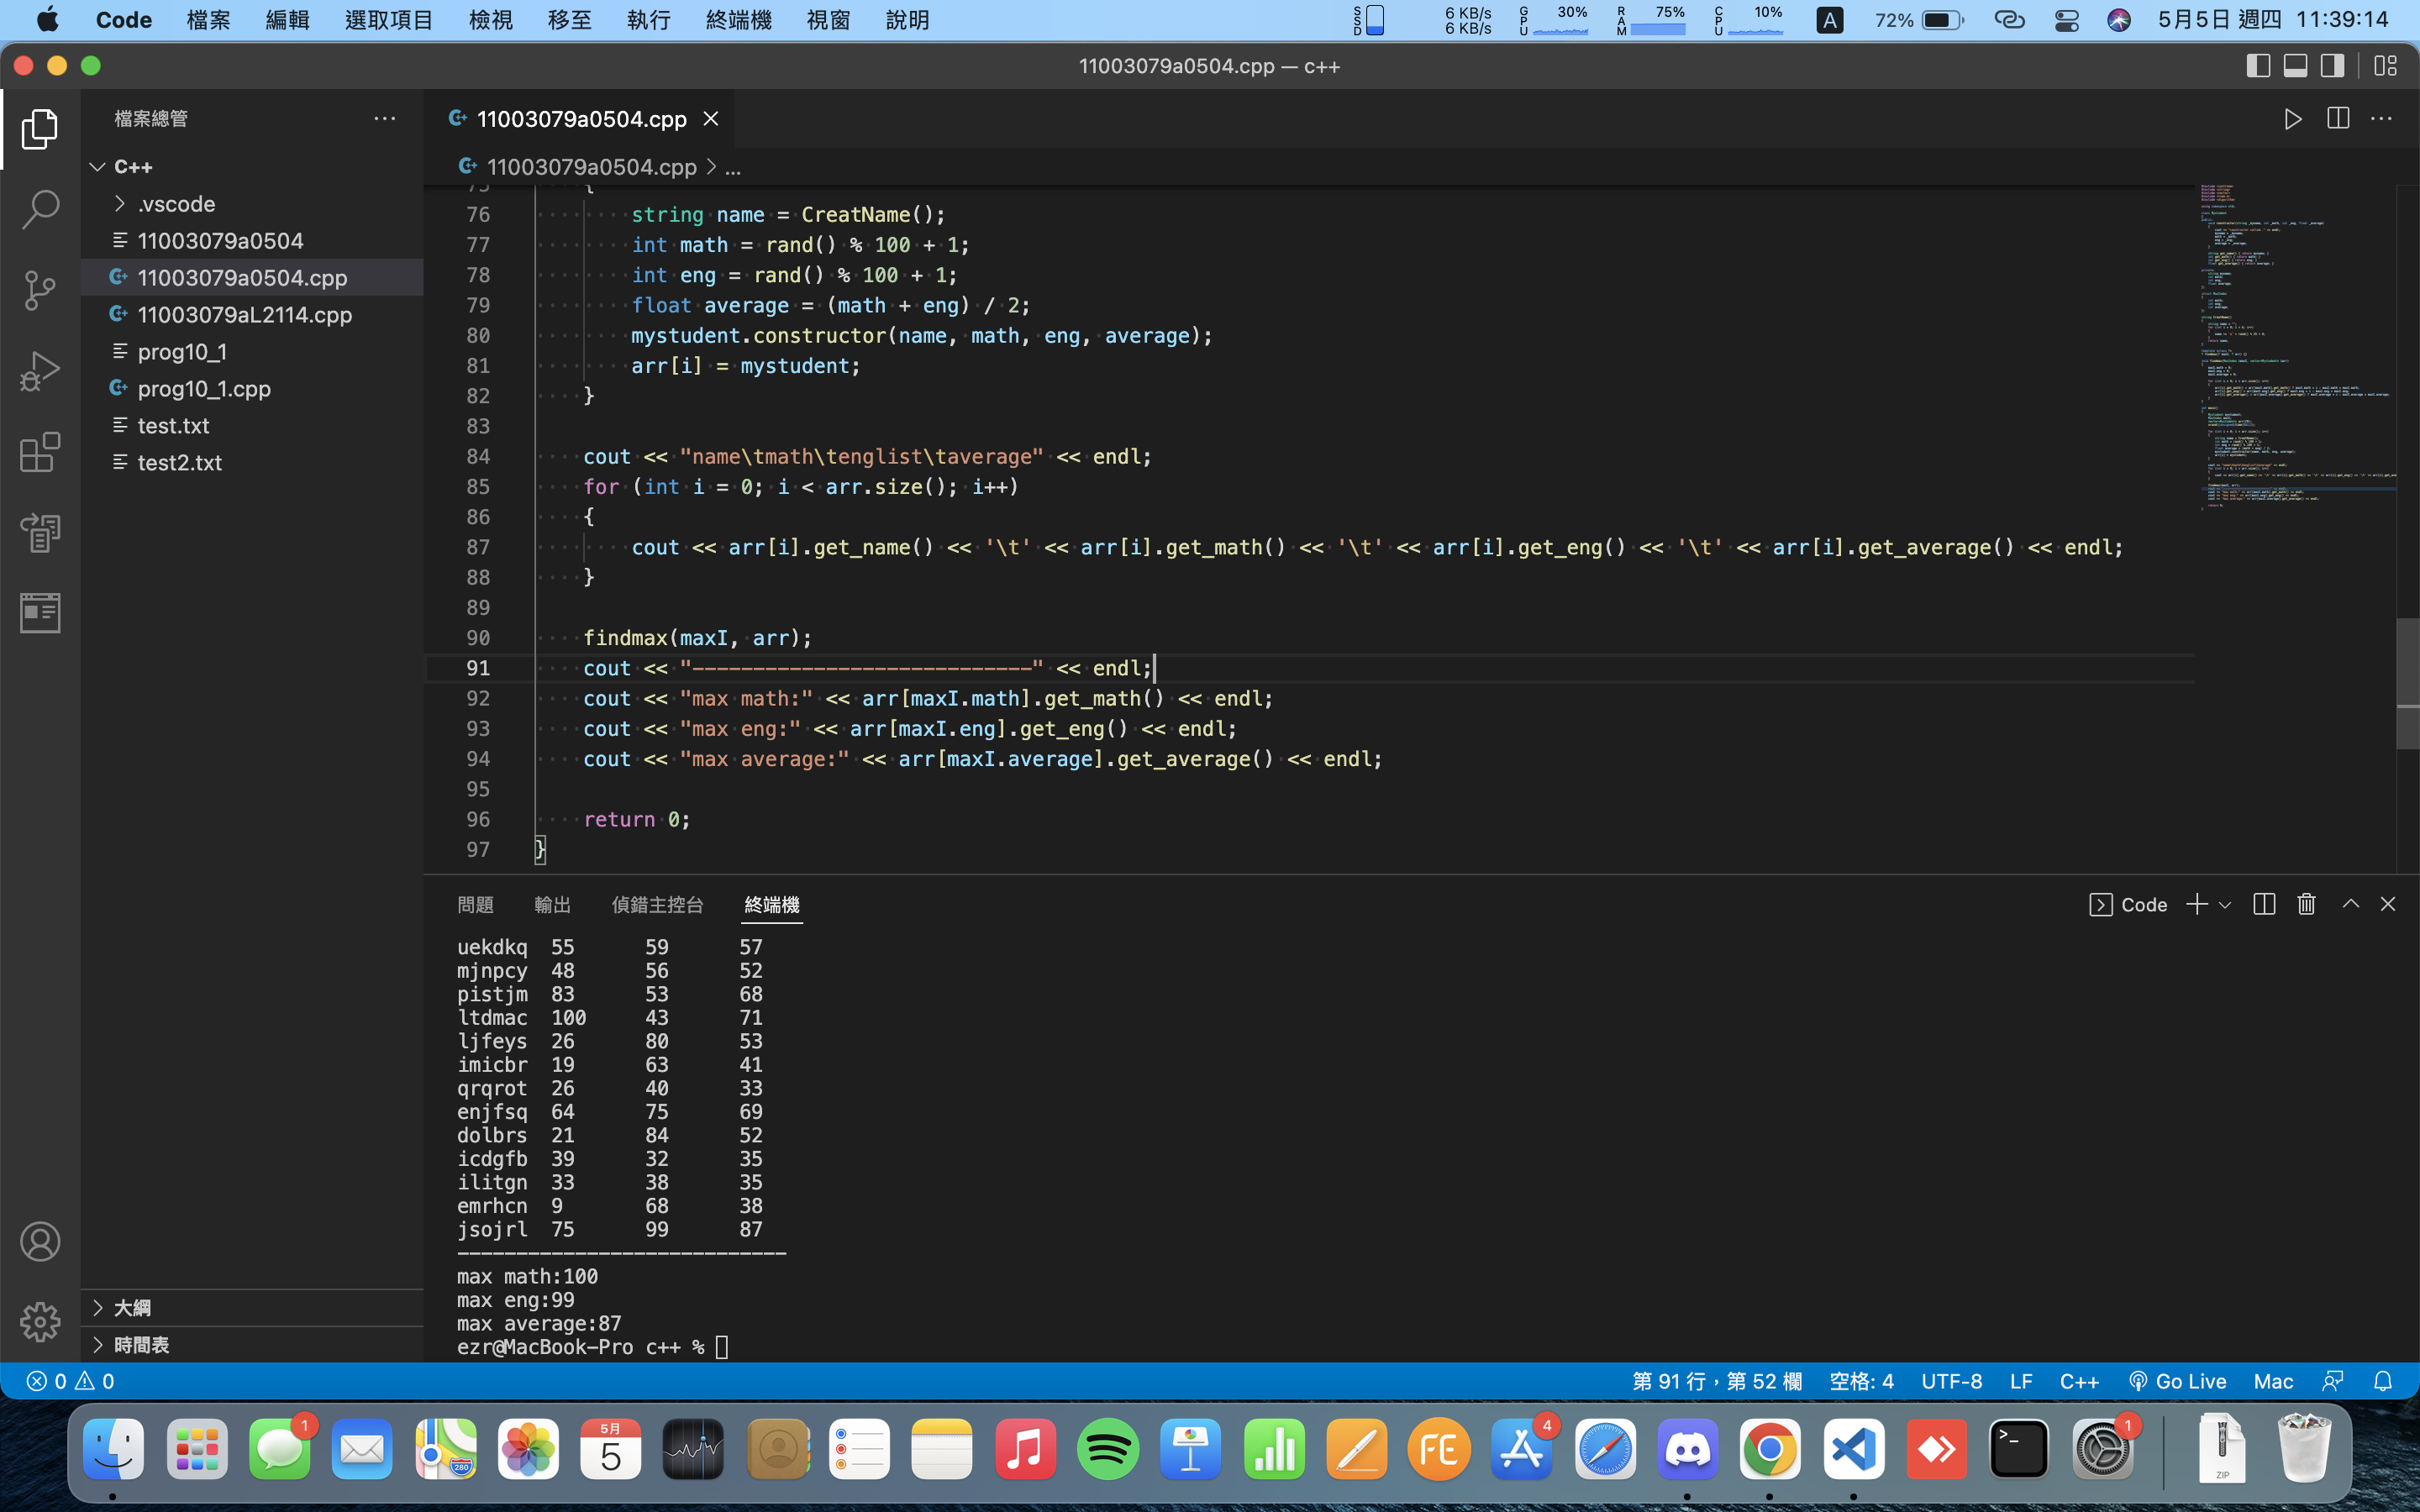 Code 檔案 編輯 選取項目 檢視 移至 執行 終端機 視窗 說明 SSD 6 KB/s 6 KB/s GPU 30% RAM 75% CPU 10% A 72% 5月5日 週四 11:39:14
11003079a0504.cpp — c++
檔案總管
C++
.vscode
11003079a0504
11003079a0504.cpp
11003079aL2114.cpp
prog10_1
prog10_1.cpp
test.txt
test2.txt
大綱
時間表
11003079a0504.cpp
11003079a0504.cpp > ...
75 {
76 string name = CreatName();
77 int math = rand() % 100 + 1;
78 int eng = rand() % 100 + 1;
79 float average = (math + eng) / 2;
80 mystudent.constructor(name, math, eng, average);
81 arr[i] = mystudent;
82 }
83
84 cout << "name\tmath\tenglist\taverage" << endl;
85 for (int i = 0; i < arr.size(); i++)
86 {
87 cout << arr[i].get_name() << '\t' << arr[i].get_math() << '\t' << arr[i].get_eng() << '\t' << arr[i].get_average() << endl;
88 }
89
90 findmax(maxI, arr);
91 cout << "----------------------------" << endl;
92 cout << "max math:" << arr[maxI.math].get_math() << endl;
93 cout << "max eng:" << arr[maxI.eng].get_eng() << endl;
94 cout << "max average:" << arr[maxI.average].get_average() << endl;
95
96 return 0;
97 }
問題 輸出 偵錯主控台 終端機 Code
uekdkq 55 59 57
mjnpcy 48 56 52
pistjm 83 53 68
ltdmac 100 43 71
ljfeys 26 80 53
imicbr 19 63 41
qrqrot 26 40 33
enjfsq 64 75 69
dolbrs 21 84 52
icdgfb 39 32 35
ilitgn 33 38 35
emrhcn 9 68 38
jsojrl 75 99 87
----------------------------
max math:100
max eng:99
max average:87
ezr@MacBook-Pro c++ %
0 0 第 91 行，第 52 欄 空格: 4 UTF-8 LF C++ Go Live Mac
1 280 5月 5 FE 4 >_ 1 ZIP